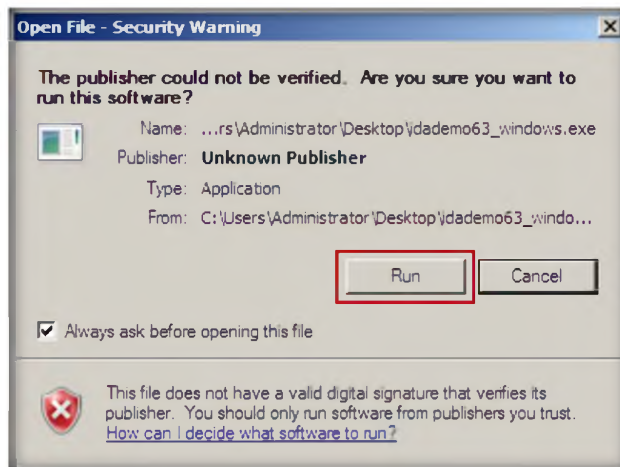 Open File - Security Warning
The publisher could not be verified. Are you sure you want to
run this software?
Name: ...rs\Administrator\Desktop\idademo63_windows.exe
Publisher: Unknown Publisher
Type: Application
From: C:\Users\Administrator\Desktop\idademo63_windo...
Run Cancel
Always ask before opening this file
This file does not have a valid digital signature that verifies its
publisher. You should only run software from publishers you trust.
How can I decide what software to run?